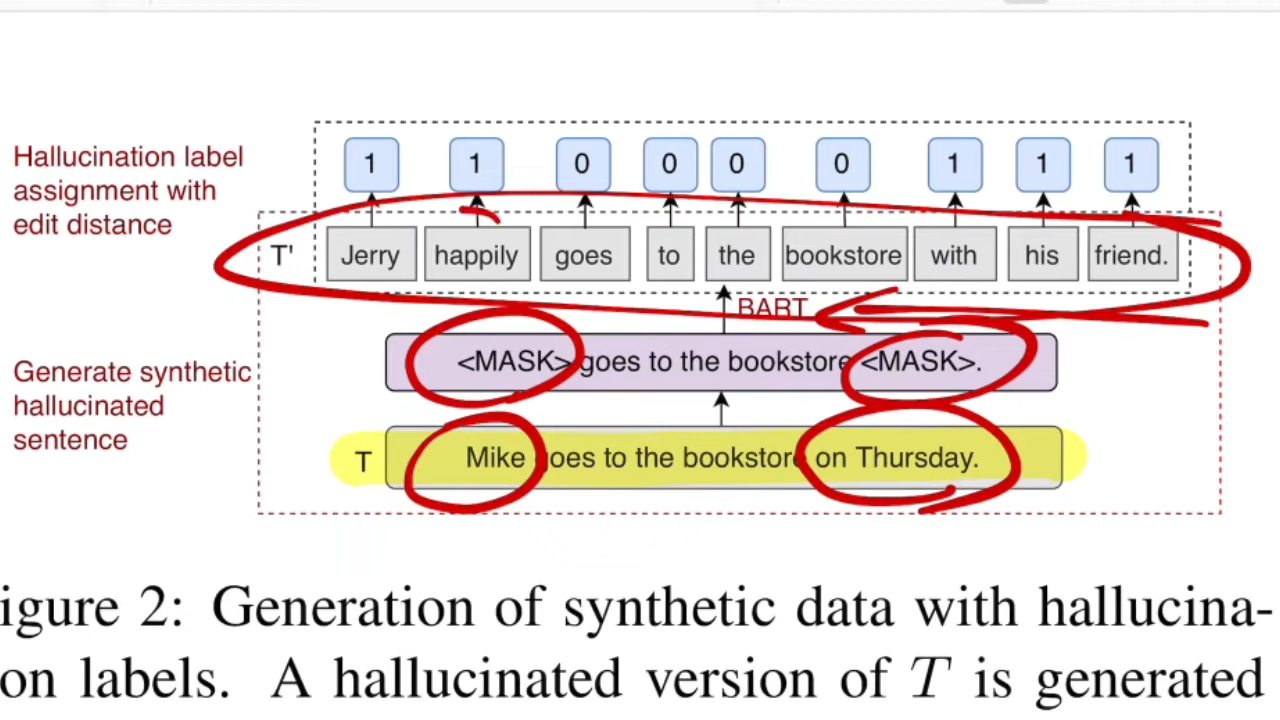 Hallucination label
assignment with
edit distance
1 1 0 0 0 0 1 1 1
T' Jerry happily goes to the bookstore with his friend.
BART
Generate synthetic
hallucinated
sentence
<MASK> goes to the bookstore <MASK>.
T Mike goes to the bookstore on Thursday.
igure 2: Generation of synthetic data with hallucina-
on labels. A hallucinated version of T is generated